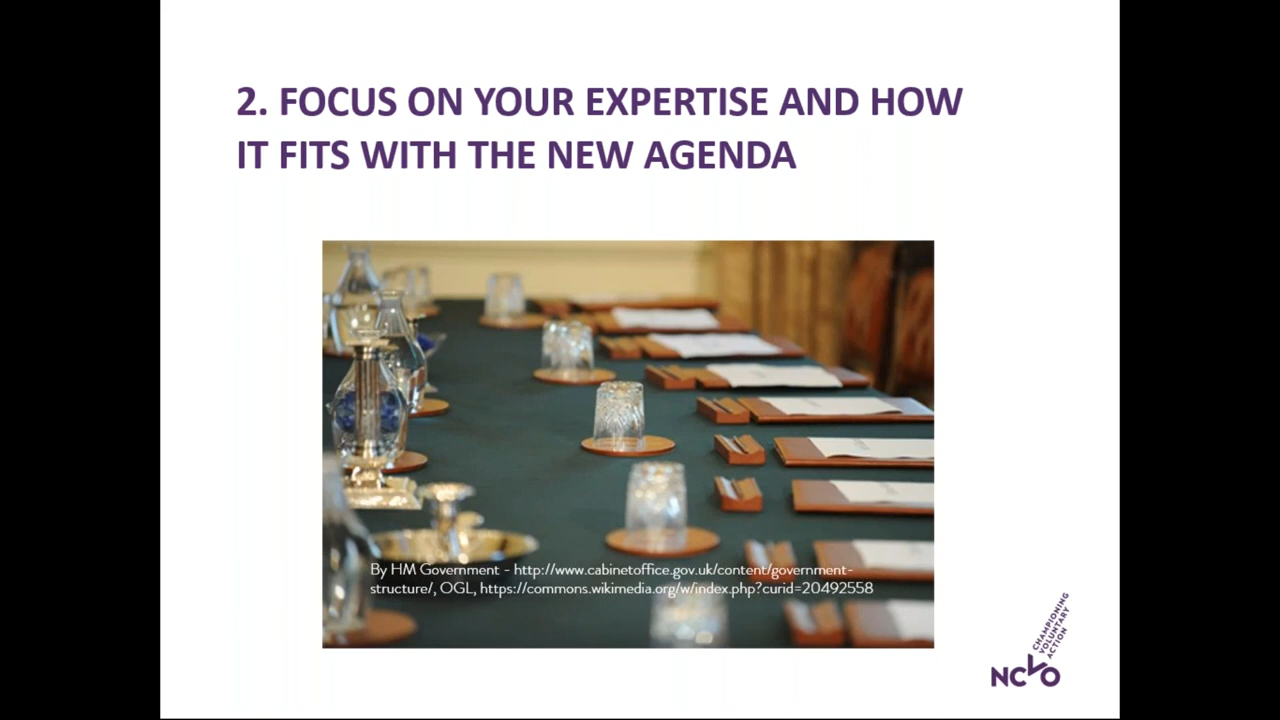 2. FOCUS ON YOUR EXPERTISE AND HOW
IT FITS WITH THE NEW AGENDA
By HM Government - http://www.cabinetoffice.gov.uk/content/government-
structure/, OGL, https://commons.wikimedia.org/w/index.php?curid=20492558
CHAMPIONING
VOLUNTARY
ACTION
NCVO